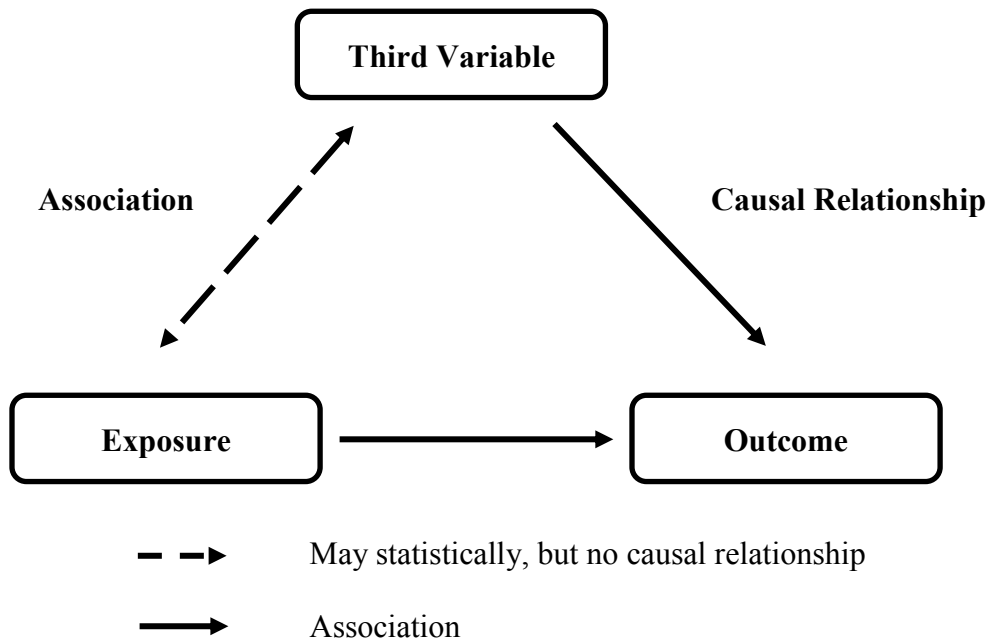 Third Variable
Association
Causal Relationship
Exposure
Outcome
May statistically, but no causal relationship
Association